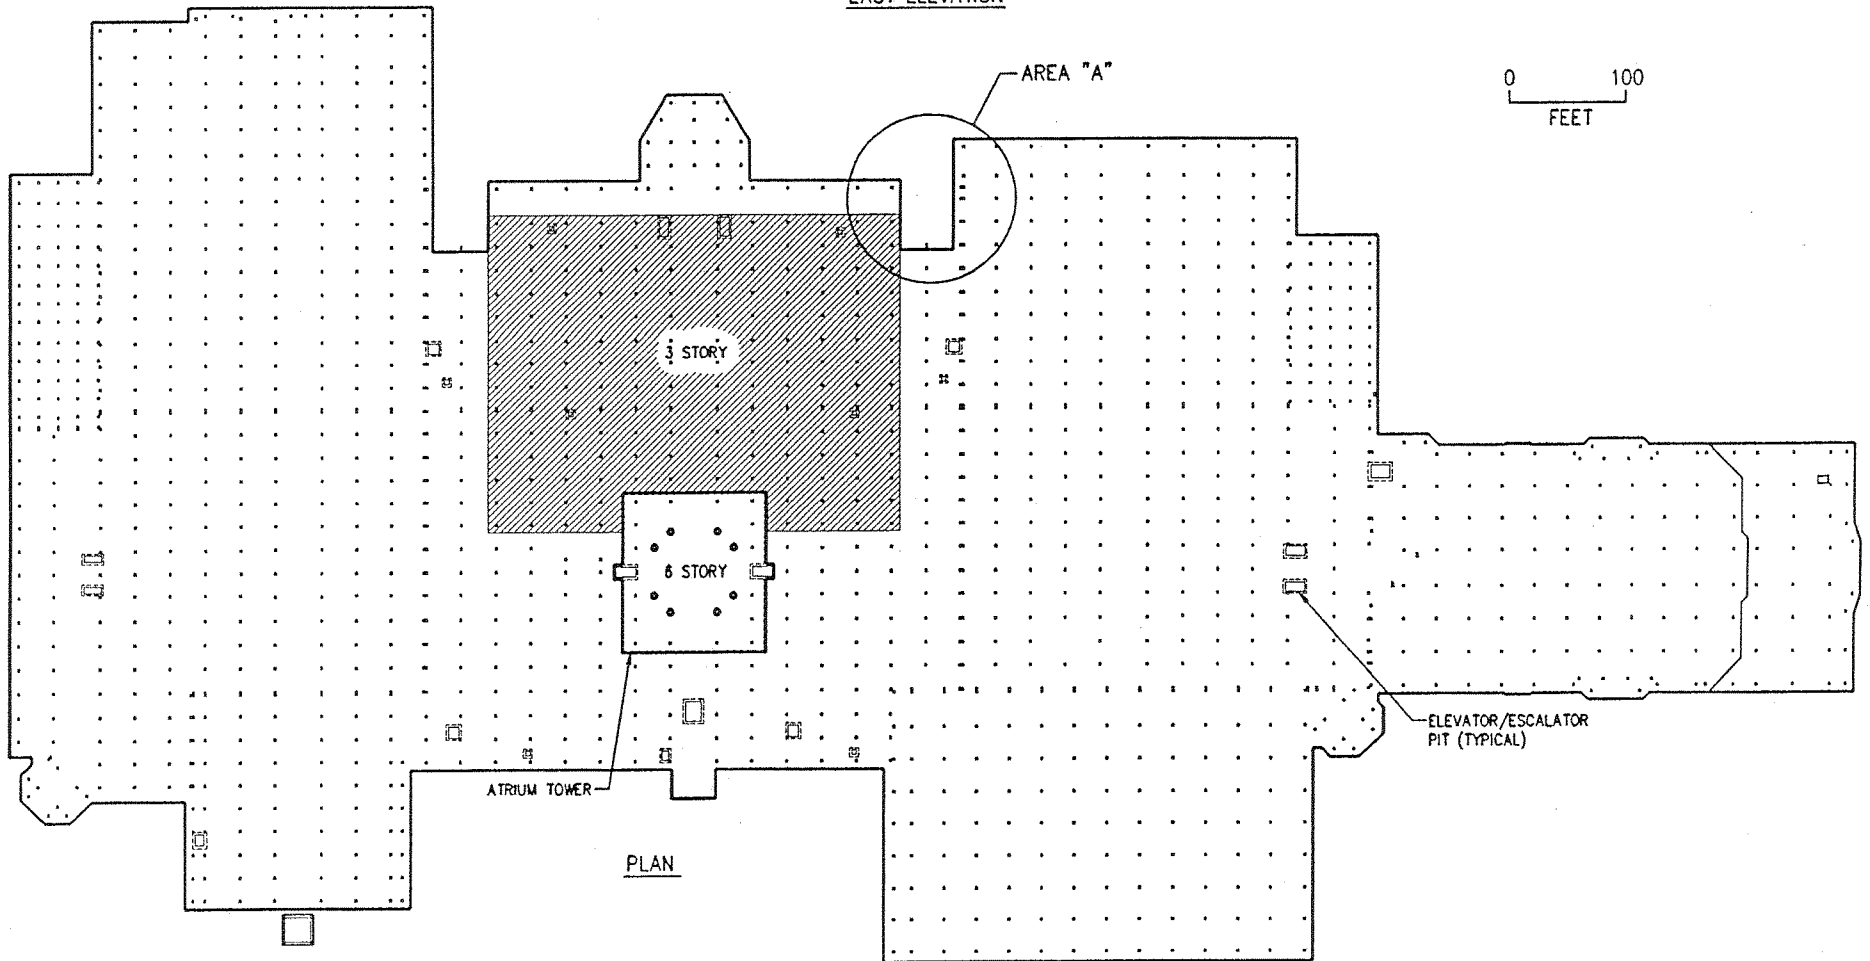 EAST ELEVATION
AREA "A"
0 100
FEET
3 STORY
6 STORY
ELEVATOR/ESCALATOR
PIT (TYPICAL)
ATRIUM TOWER
PLAN